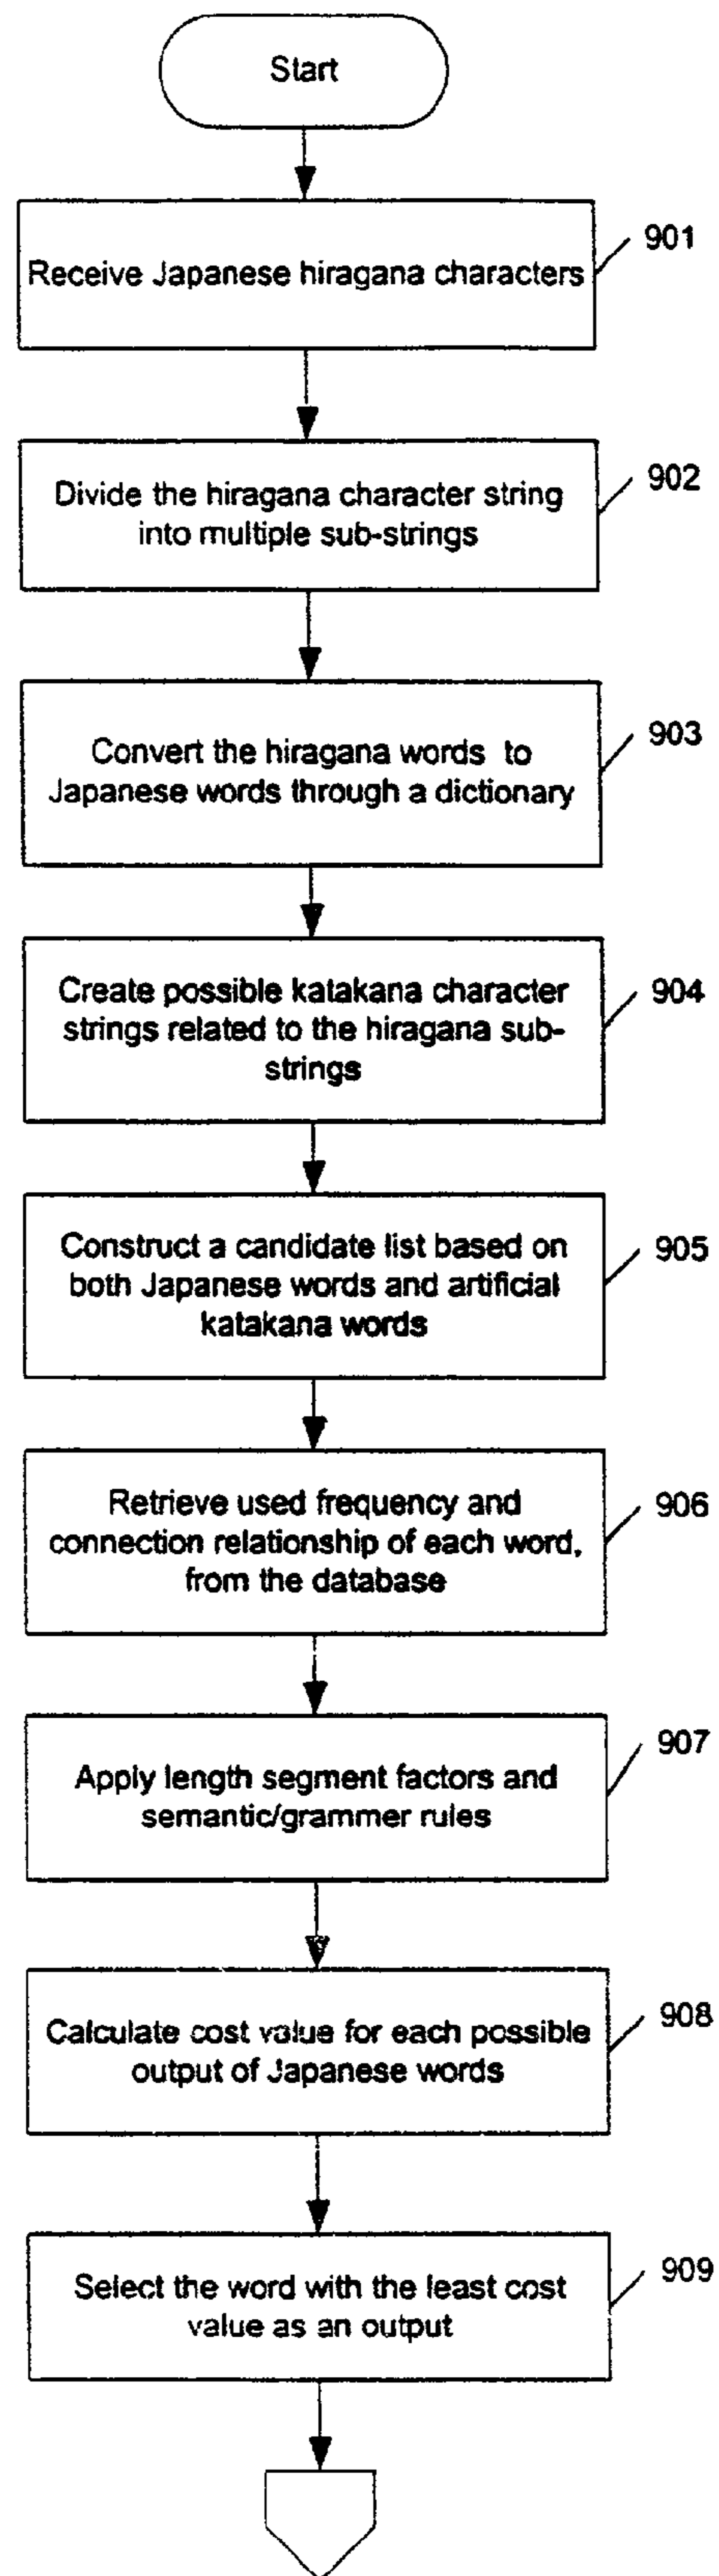 Start
Receive Japanese hiragana characters
901
Divide the hiragana character string
into multiple sub-strings
902
Convert the hiragana words to
Japanese words through a dictionary
903
Create possible katakana character
strings related to the hiragana sub-
strings
904
Construct a candidate list based on
both Japanese words and artificial
katakana words
905
Retrieve used frequency and
connection relationship of each word,
from the database
906
Apply length segment factors and
semantic/grammer rules
907
Calculate cost value for each possible
output of Japanese words
908
Select the word with the least cost
value as an output
909